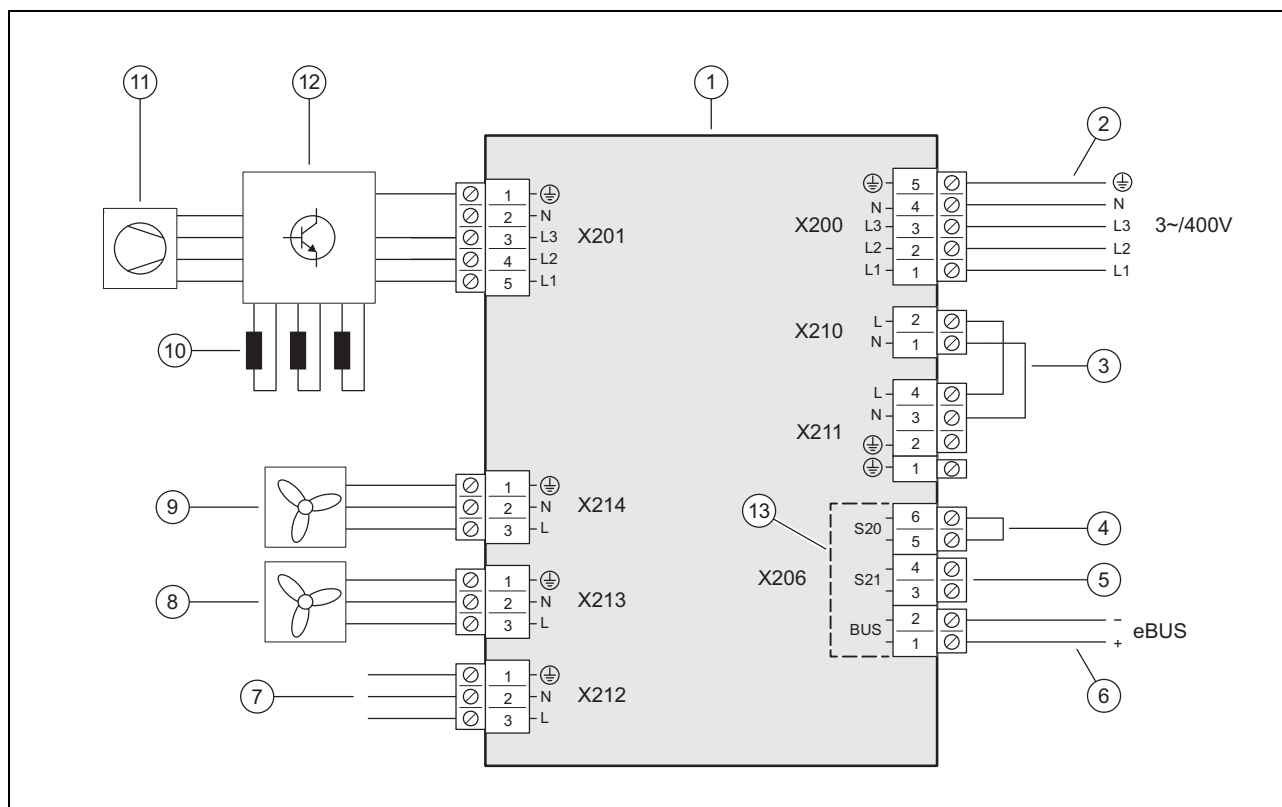 11
12
1
2
1
2 N
3 L3
4 L2
5 L1
X201
5
N 4 N
L3 3 L3
L2 2 L2
L1 1 L1
X200
3~/400V
10
X210
L 2
N 1
3
X211
L 4
N 3
2
1
9
1
2 N
3 L
X214
13
X206
S20
6
5
4
8
1
2 N
3 L
X213
S21
4
3
5
BUS
2 –
1 +
eBUS
6
7
1
2 N
3 L
X212